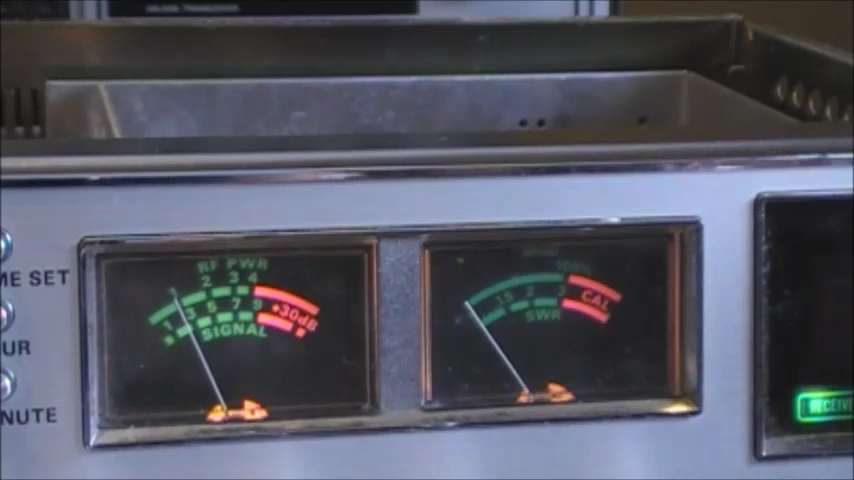 ME SET
UR
NUTE
RF PWR
2 3 4
1 3 5 7 9 +30dB
SIGNAL
1.5 2 3 CAL
SWR
RECEIVE